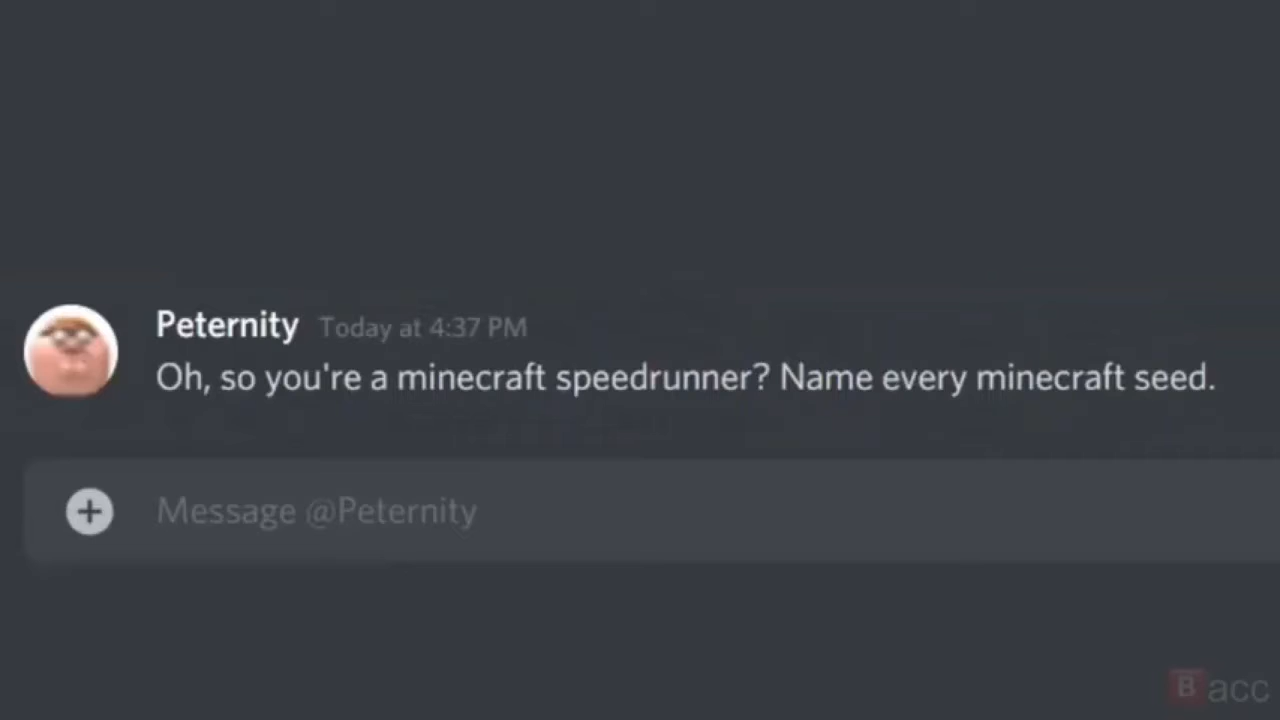 Peternity Today at 4:37 PM
Oh, so you're a minecraft speedrunner? Name every minecraft seed.
Message @Peternity
Bacc